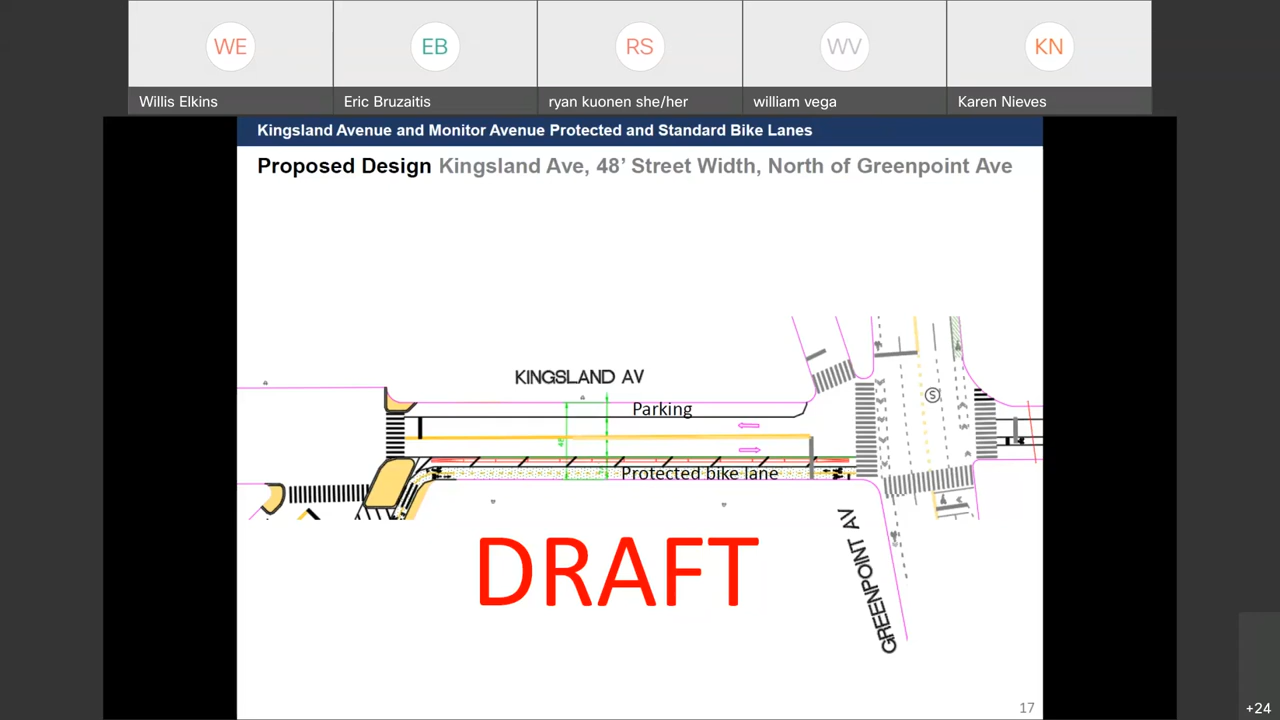 WE
EB
RS
WV
KN
Willis Elkins
Eric Bruzaitis
ryan kuonen she/her
william vega
Karen Nieves
Kingsland Avenue and Monitor Avenue Protected and Standard Bike Lanes
Proposed Design Kingsland Ave, 48’ Street Width, North of Greenpoint Ave
KINGSLAND AV
Parking
S
Protected bike lane
GREENPOINT AV
DRAFT
17
+24